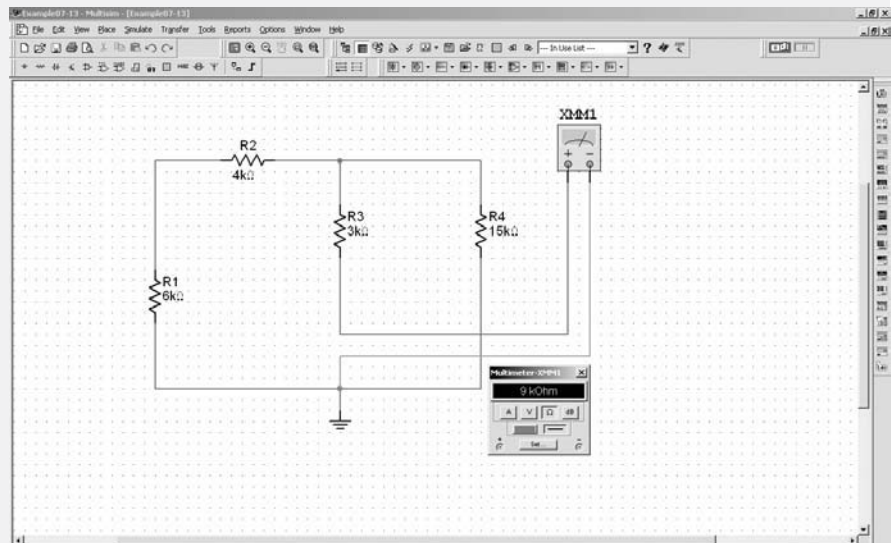 Example07-13 - Multisim - [Example07-13]
File Edit View Place Simulate Transfer Tools Reports Options Window Help
--- In Use List ---
XMM1
R2
4kΩ
R3
3kΩ
R4
15kΩ
R1
6kΩ
Multimeter-XMM1
9 kOhm
A V Ω dB
+ Set... -